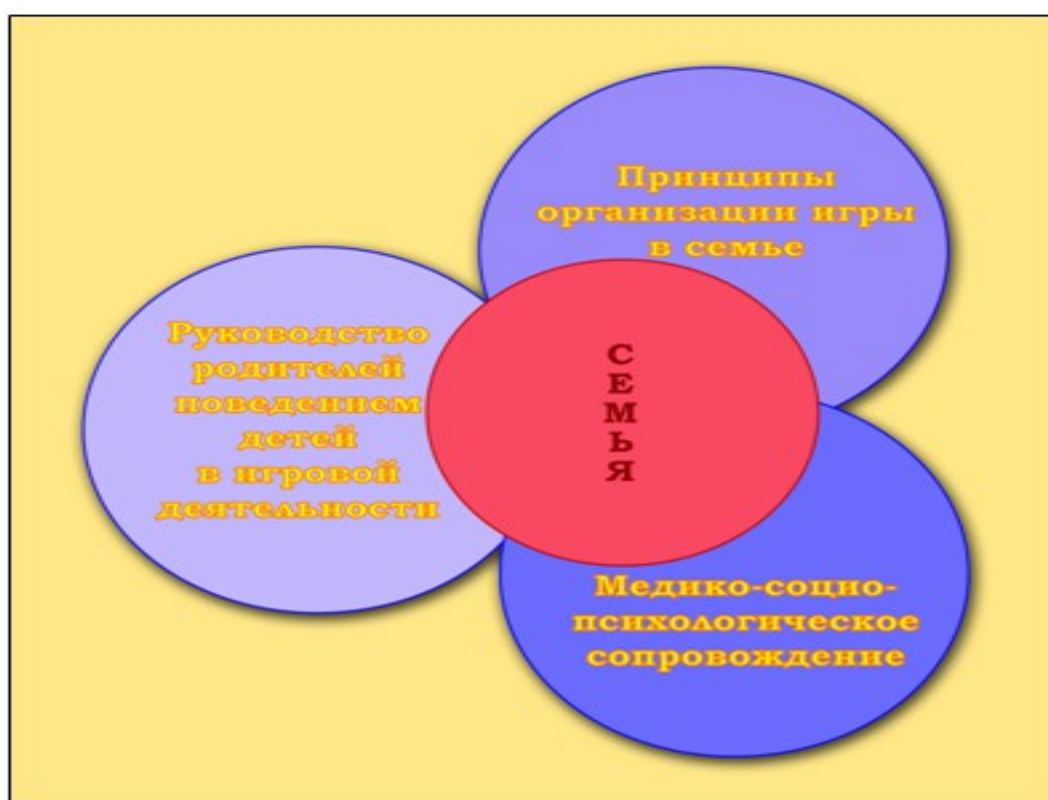 Принципы
организации игры
в семье
Руководство
родителей
поведением
детей
в игровой
деятельности
С
Е
М
Ь
Я
Медико-социо-
психологическое
сопровождение